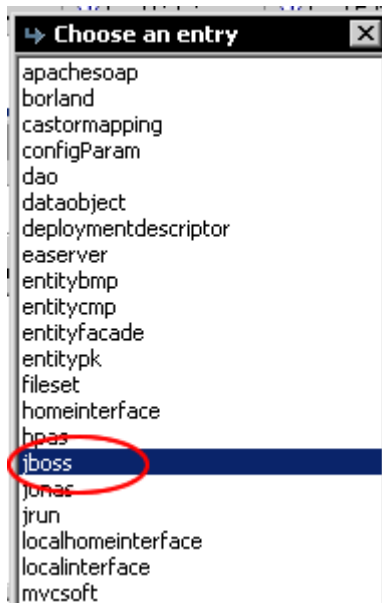 Choose an entry
apachesoap
borland
castormapping
configParam
dao
dataobject
deploymentdescriptor
easerver
entitybmp
entitycmp
entityfacade
entitypk
fileset
homeinterface
hpas
jboss
jonas
jrun
localhomeinterface
localinterface
mvcsoft